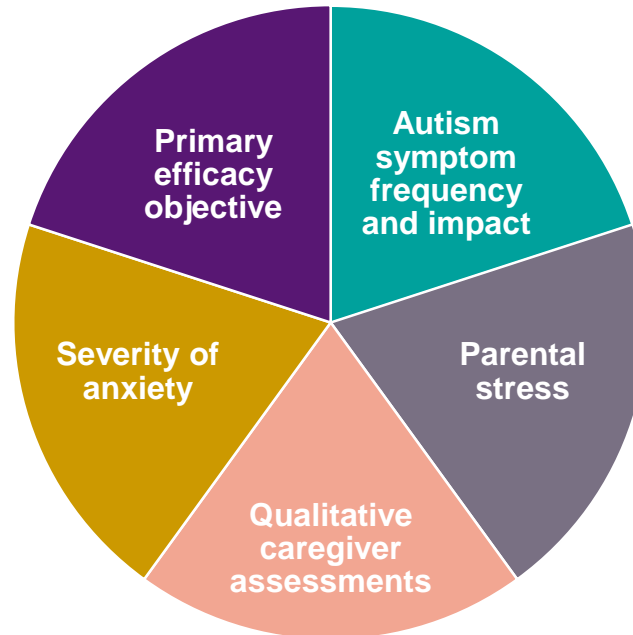 Primary
efficacy
objective
Autism
symptom
frequency
and impact
Severity of
anxiety
Parental
stress
Qualitative
caregiver
assessments